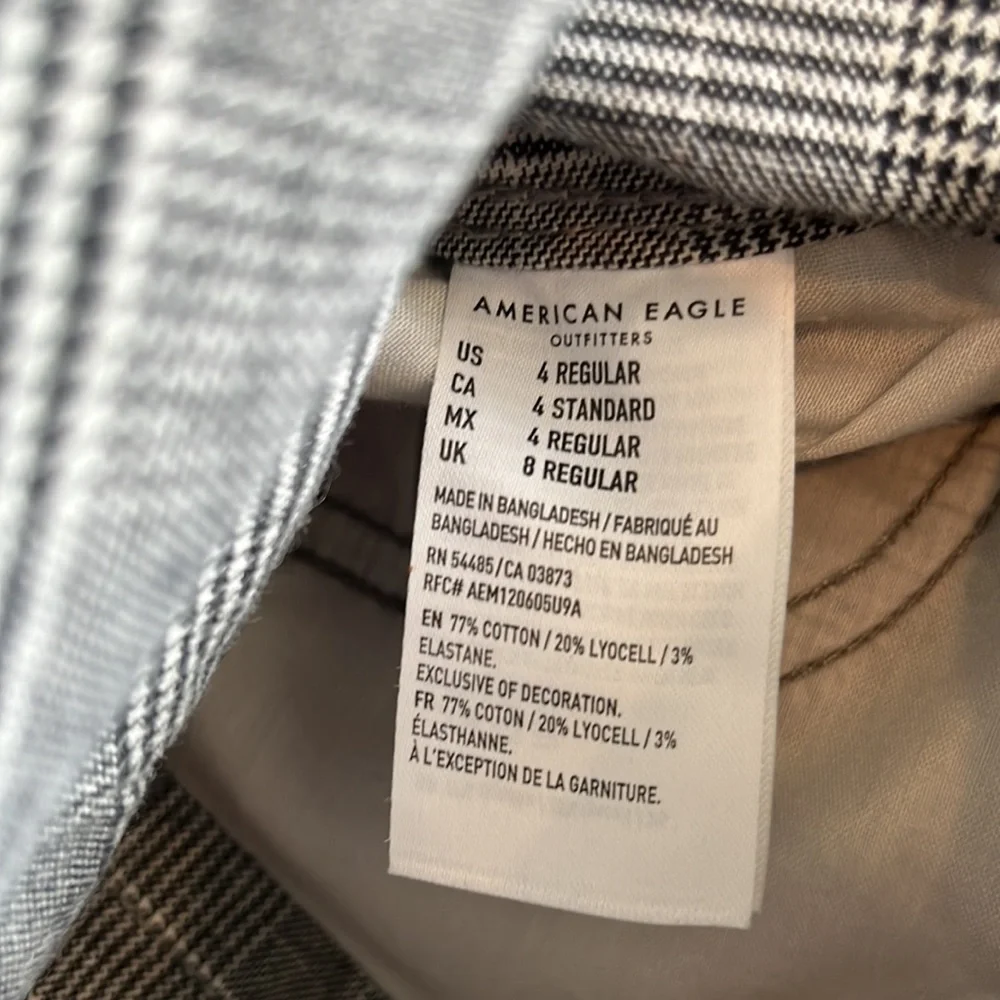 AMERICAN EAGLE
OUTFITTERS
US 4 REGULAR
CA 4 STANDARD
MX 4 REGULAR
UK 8 REGULAR
MADE IN BANGLADESH / FABRIQUÉ AU
BANGLADESH / HECHO EN BANGLADESH
RN 54485 / CA 03873
RFC# AEM120605U9A
EN 77% COTTON / 20% LYOCELL / 3%
ELASTANE.
EXCLUSIVE OF DECORATION.
FR 77% COTON / 20% LYOCELL / 3%
ÉLASTHANNE.
À L'EXCEPTION DE LA GARNITURE.